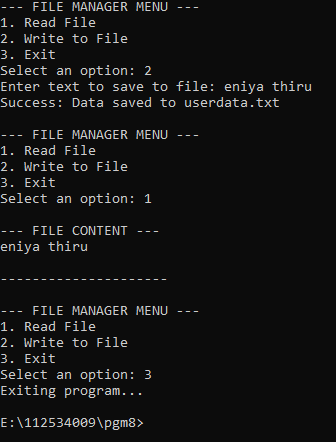 --- FILE MANAGER MENU ---
1. Read File
2. Write to File
3. Exit
Select an option: 2
Enter text to save to file: eniya thiru
Success: Data saved to userdata.txt

--- FILE MANAGER MENU ---
1. Read File
2. Write to File
3. Exit
Select an option: 1

--- FILE CONTENT ---
eniya thiru

---------------------

--- FILE MANAGER MENU ---
1. Read File
2. Write to File
3. Exit
Select an option: 3
Exiting program...

E:\112534009\pgm8>